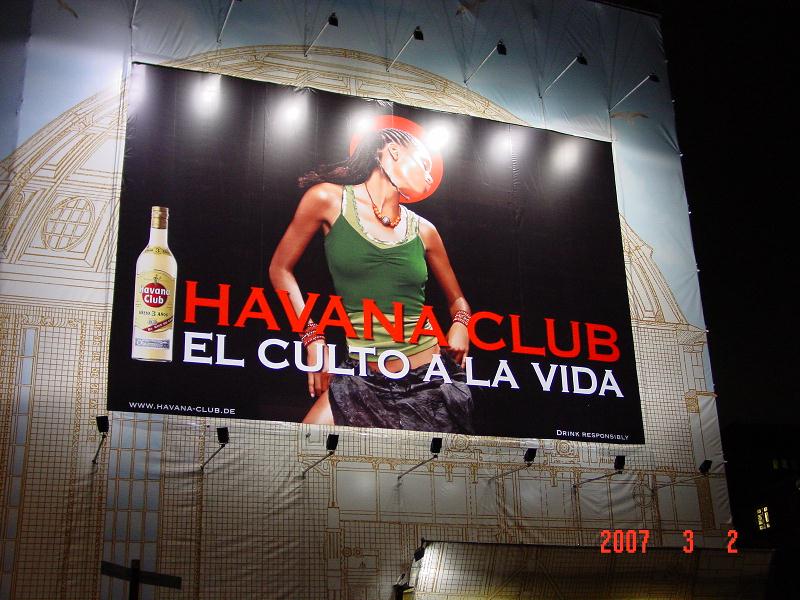 Havana
Club
AÑEJO 3 AÑOS
HAVANA CLUB
EL CULTO A LA VIDA
WWW.HAVANA-CLUB.DE
DRINK RESPONSIBLY
2007 3 2